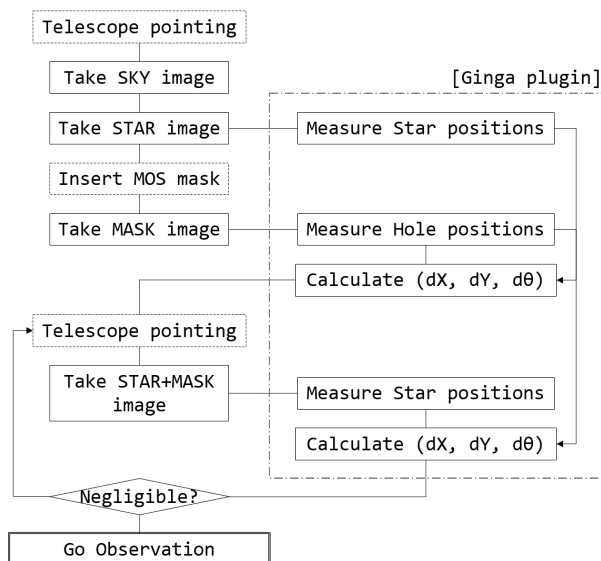 Telescope pointing
Take SKY image
[Ginga plugin]
Take STAR image
Measure Star positions
Insert MOS mask
Take MASK image
Measure Hole positions
Calculate (dX, dY, dθ)
Telescope pointing
Take STAR+MASK
image
Measure Star positions
Calculate (dX, dY, dθ)
Negligible?
Go Observation